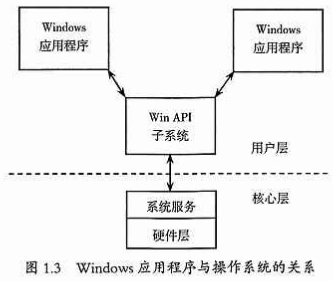 Windows
应用程序
Windows
应用程序
Win API
子系统
用户层
核心层
系统服务
硬件层
图 1.3 Windows 应用程序与操作系统的关系